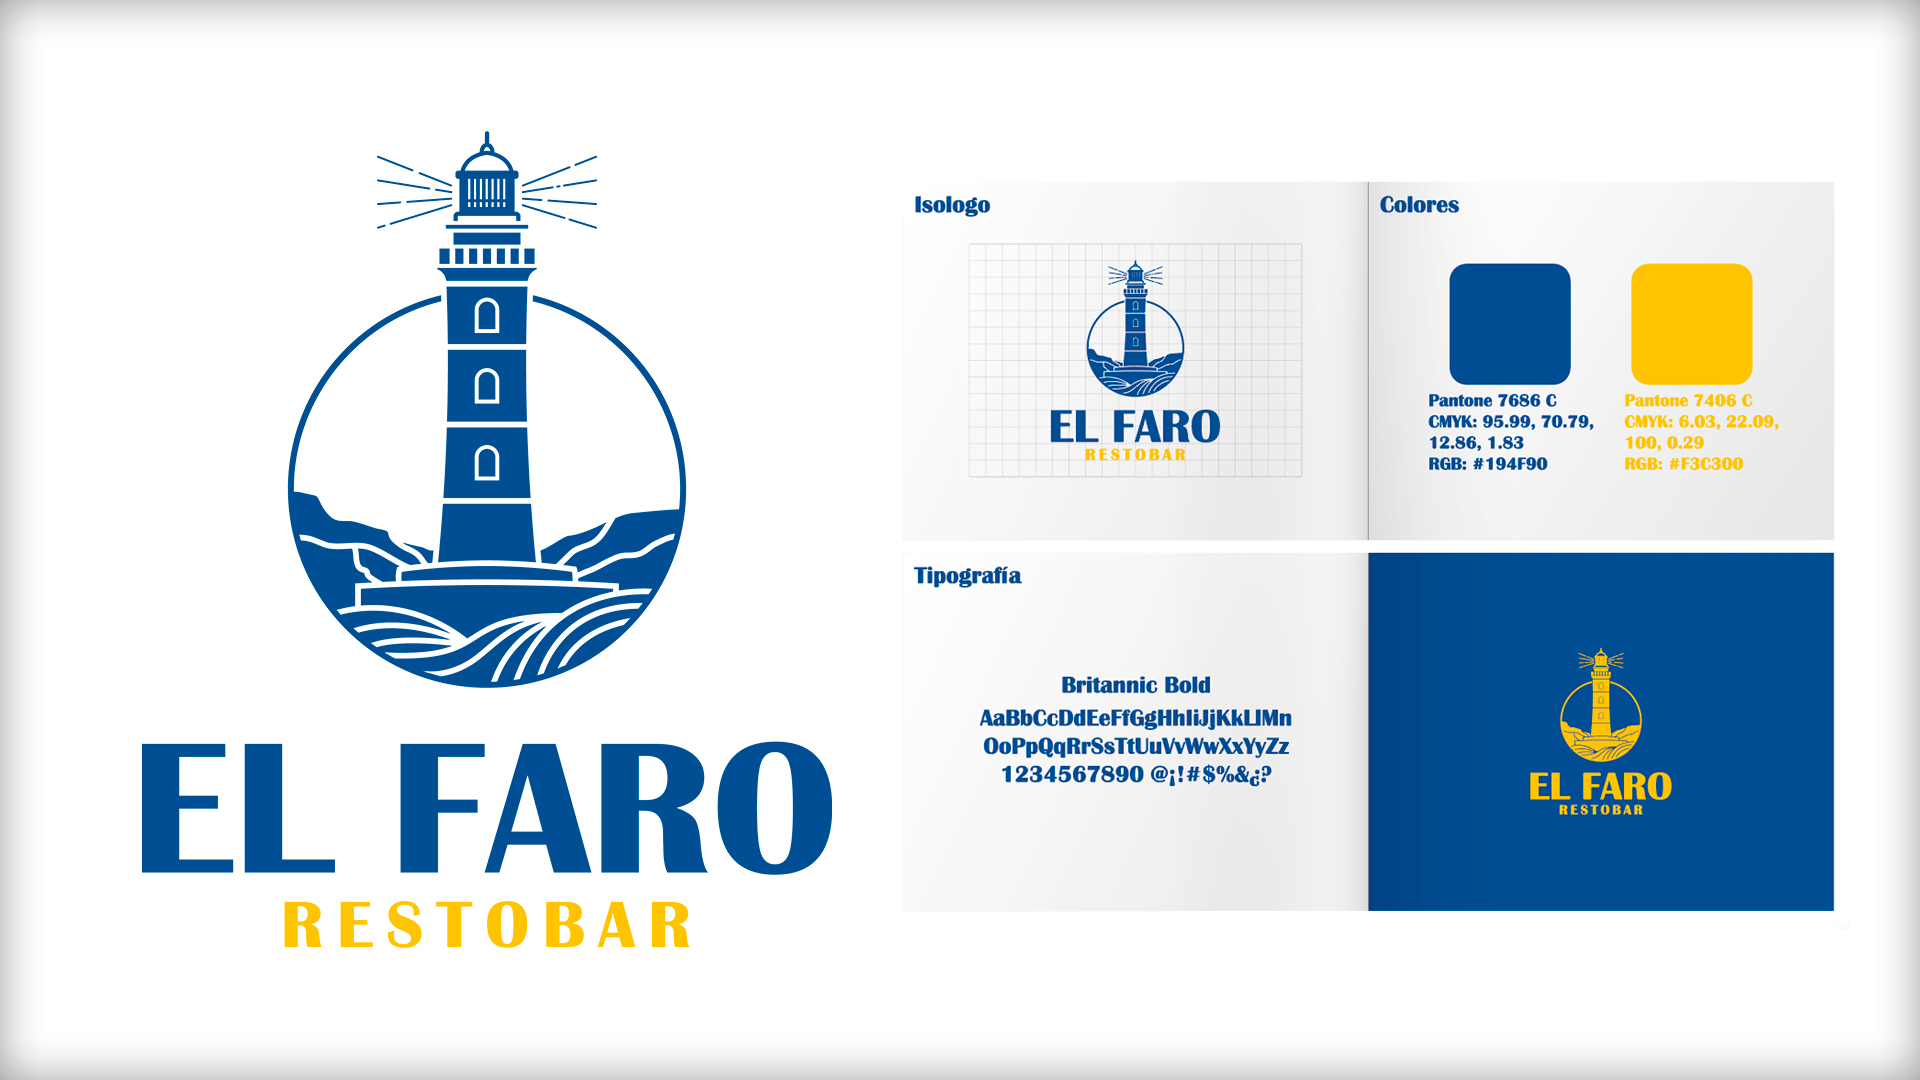 EL FARO
RESTOBAR
Isologo
EL FARO
RESTOBAR
Colores
Pantone 7686 C
CMYK: 95.99, 70.79,
12.86, 1.83
RGB: #194F90
Pantone 7406 C
CMYK: 6.03, 22.09,
100, 0.29
RGB: #F3C300
Tipografía
Britannic Bold
AaBbCcDdEeFfGgHhIiJjKkLlMn
OoPpQqRrSsTtUuVvWwXxYyZz
1234567890 @¡!#$%&¿?
EL FARO
RESTOBAR